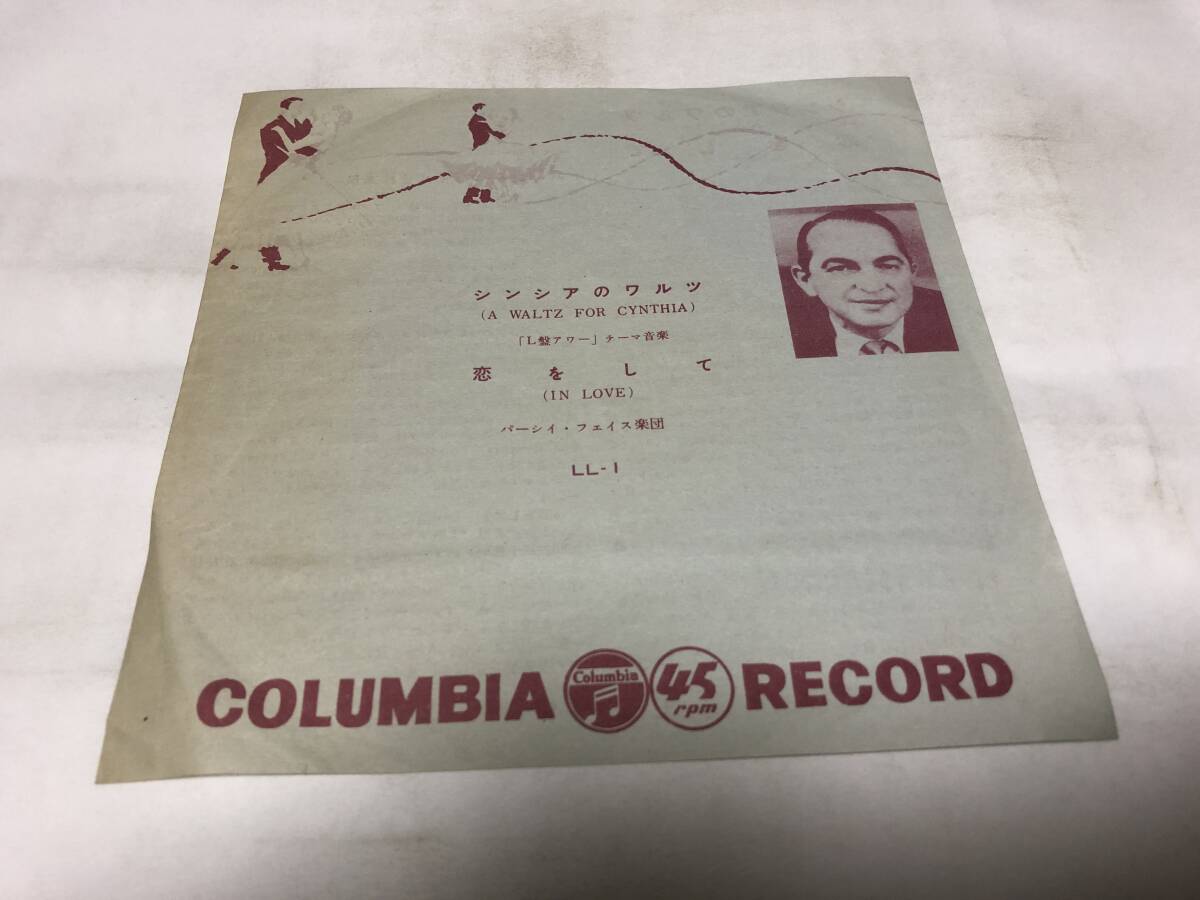 シンシアのワルツ
(A WALTZ FOR CYNTHIA)
「L盤アワー」テーマ音楽
恋をして
(IN LOVE)
パーシイ・フェイス楽団
LL-1
COLUMBIA Columbia 45 rpm RECORD